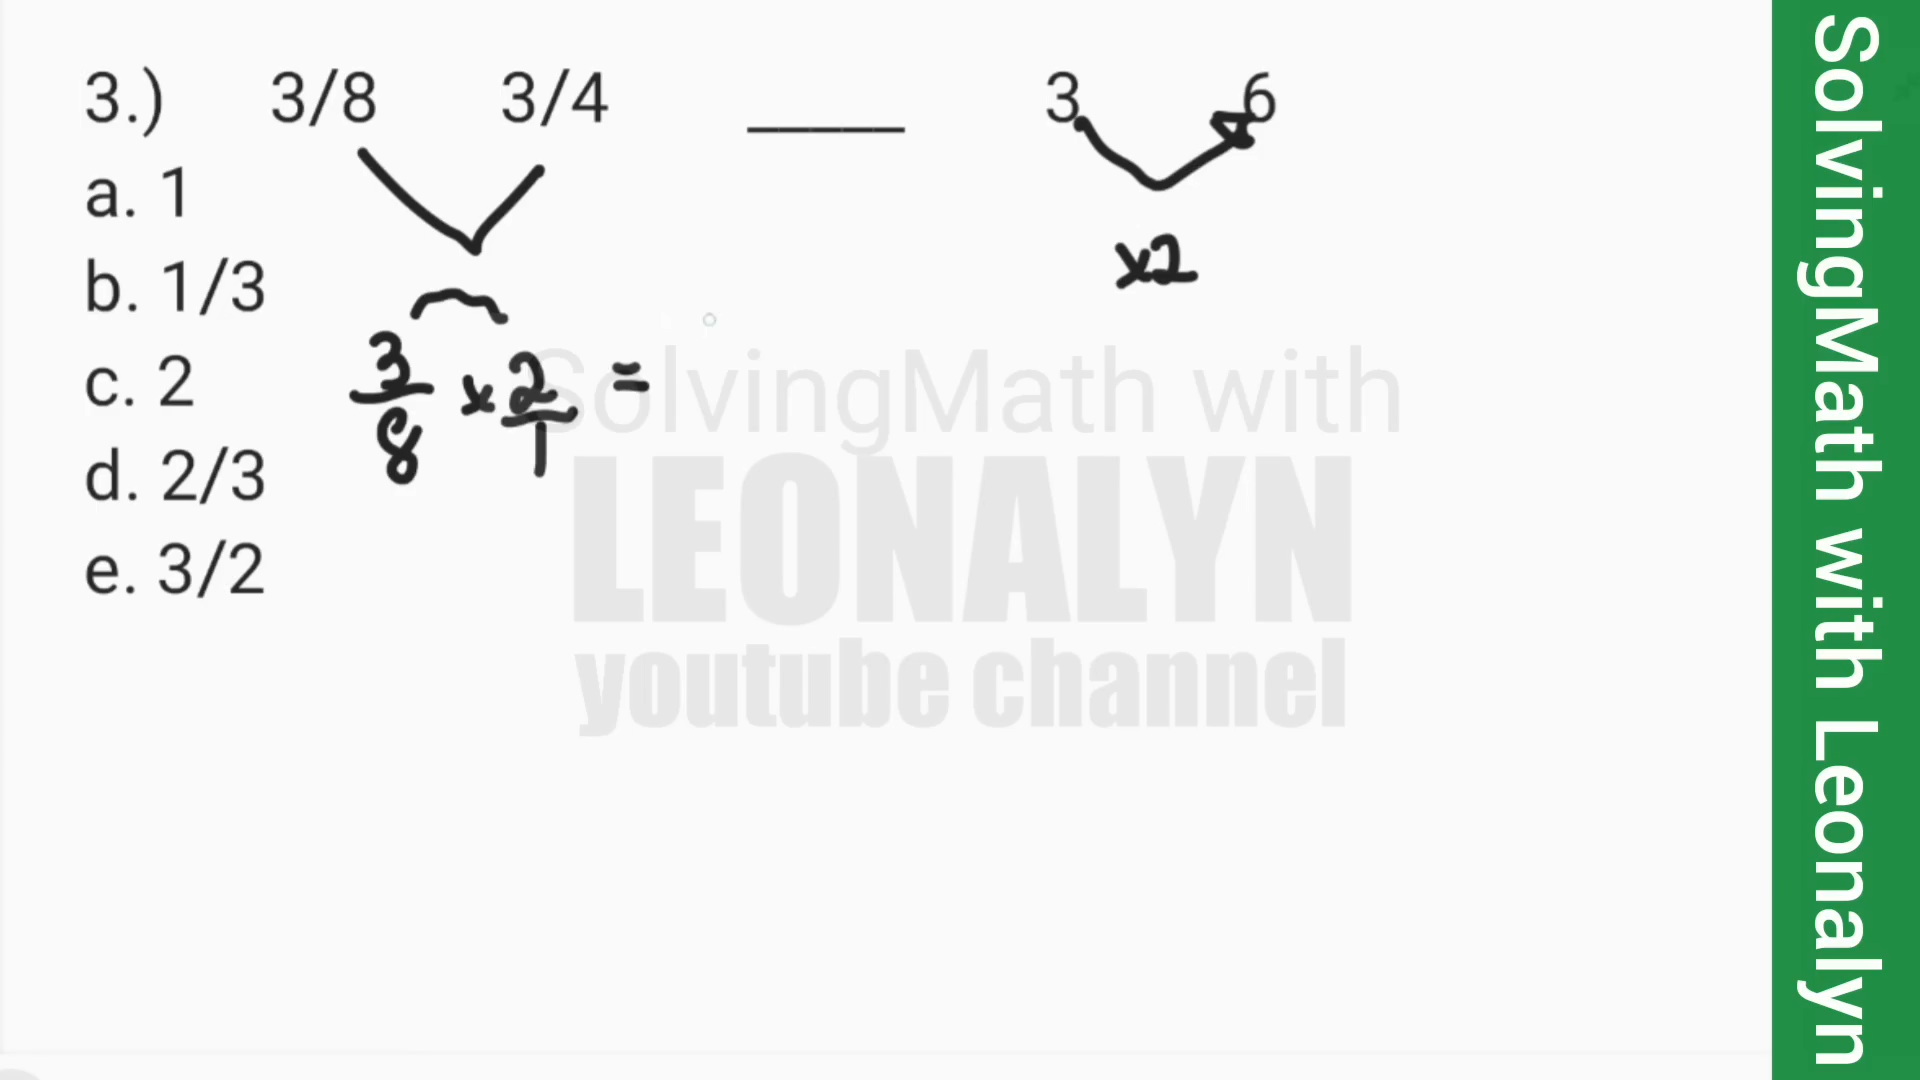 3.) 3/8 3/4 ____ 3 6
a. 1
b. 1/3
c. 2
d. 2/3
e. 3/2
x2
3/8 x 2/1 =
SolvingMath with
LEONALYN
youtube channel
SolvingMath with Leonalyn